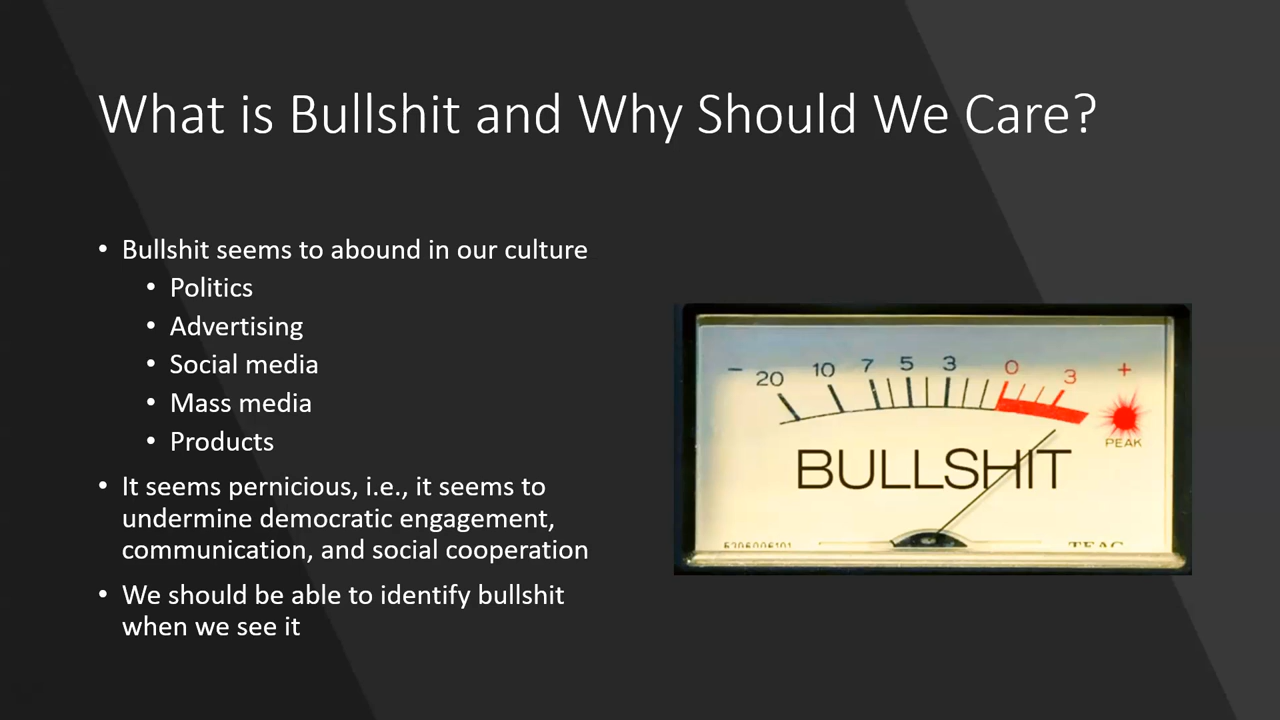 What is Bullshit and Why Should We Care?
• Bullshit seems to abound in our culture
• Politics
• Advertising
• Social media
• Mass media
• Products
• It seems pernicious, i.e., it seems to
undermine democratic engagement,
communication, and social cooperation
• We should be able to identify bullshit
when we see it
− 20 10 7 5 3 0 3 +
PEAK
BULLSHIT
TEAC